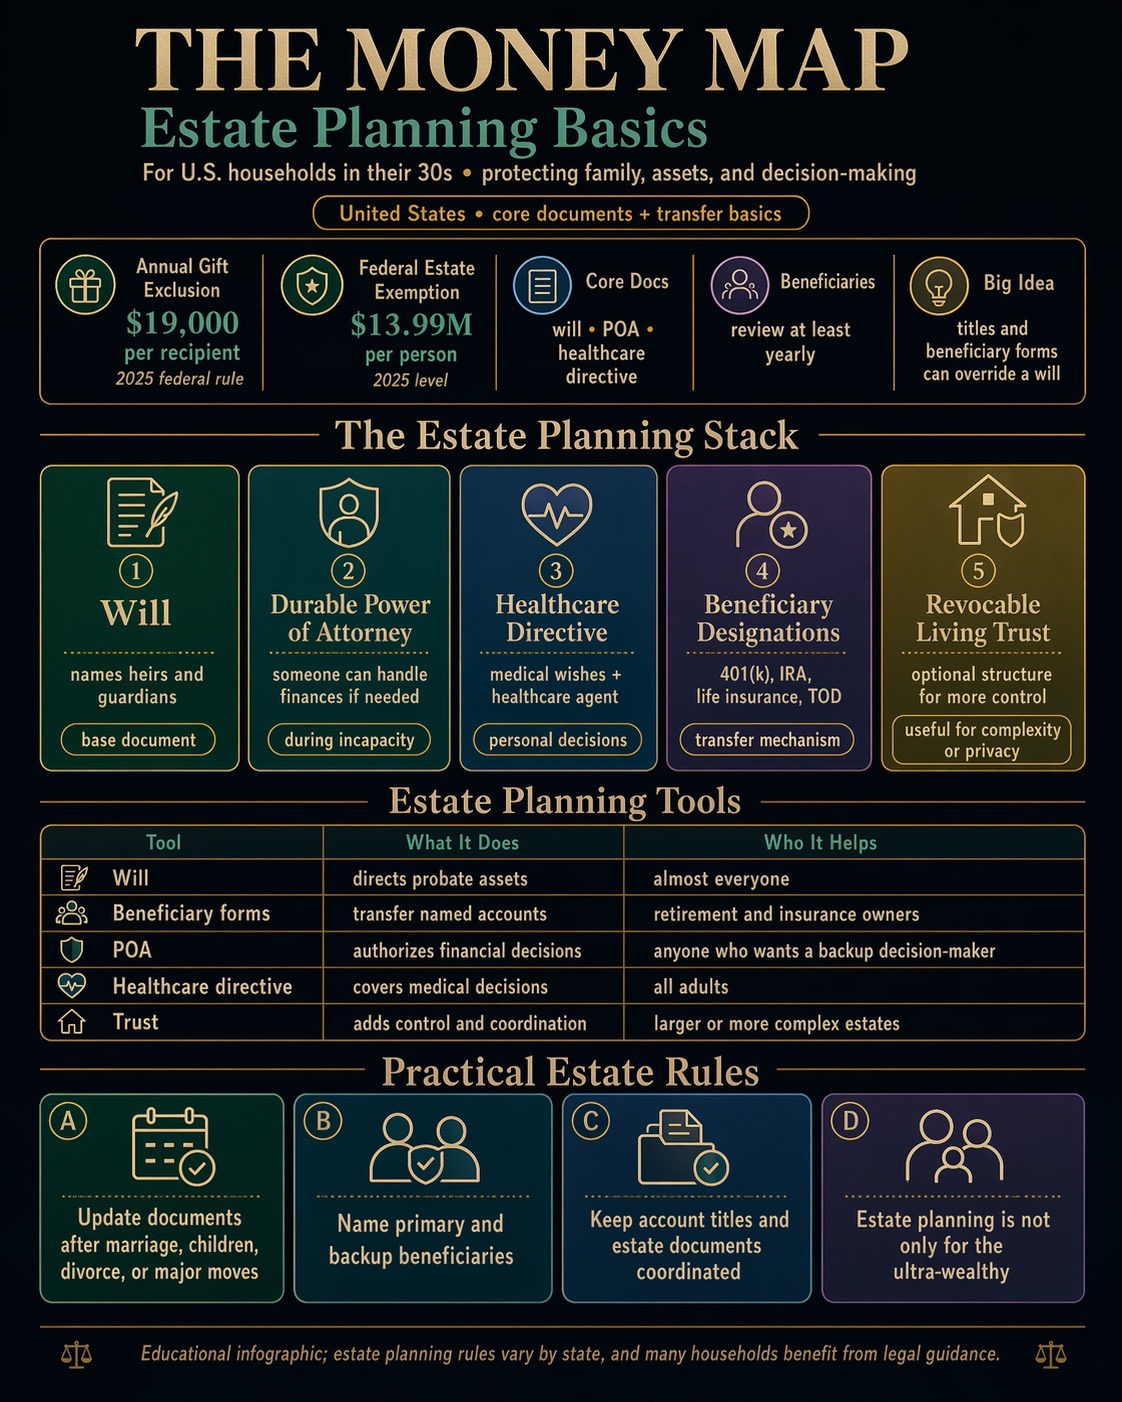 THE MONEY MAP
Estate Planning Basics
For U.S. households in their 30s • protecting family, assets, and decision-making
United States • core documents + transfer basics
Annual Gift
Exclusion
$19,000
per recipient
2025 federal rule
Federal Estate
Exemption
$13.99M
per person
2025 level
Core Docs
will • POA •
healthcare
directive
Beneficiaries
review at least
yearly
Big Idea
titles and
beneficiary forms
can override a will
The Estate Planning Stack
1
Will
names heirs and
guardians
base document
2
Durable Power
of Attorney
someone can handle
finances if needed
during incapacity
3
Healthcare
Directive
medical wishes +
healthcare agent
personal decisions
4
Beneficiary
Designations
401(k), IRA,
life insurance, TOD
transfer mechanism
5
Revocable
Living Trust
optional structure
for more control
useful for complexity
or privacy
Estate Planning Tools
Tool What It Does Who It Helps
Will directs probate assets almost everyone
Beneficiary forms transfer named accounts retirement and insurance owners
POA authorizes financial decisions anyone who wants a backup decision-maker
Healthcare directive covers medical decisions all adults
Trust adds control and coordination larger or more complex estates
Practical Estate Rules
A
Update documents
after marriage, children,
divorce, or major moves
B
Name primary and
backup beneficiaries
C
Keep account titles and
estate documents
coordinated
D
Estate planning is not
only for the
ultra-wealthy
Educational infographic; estate planning rules vary by state, and many households benefit from legal guidance.